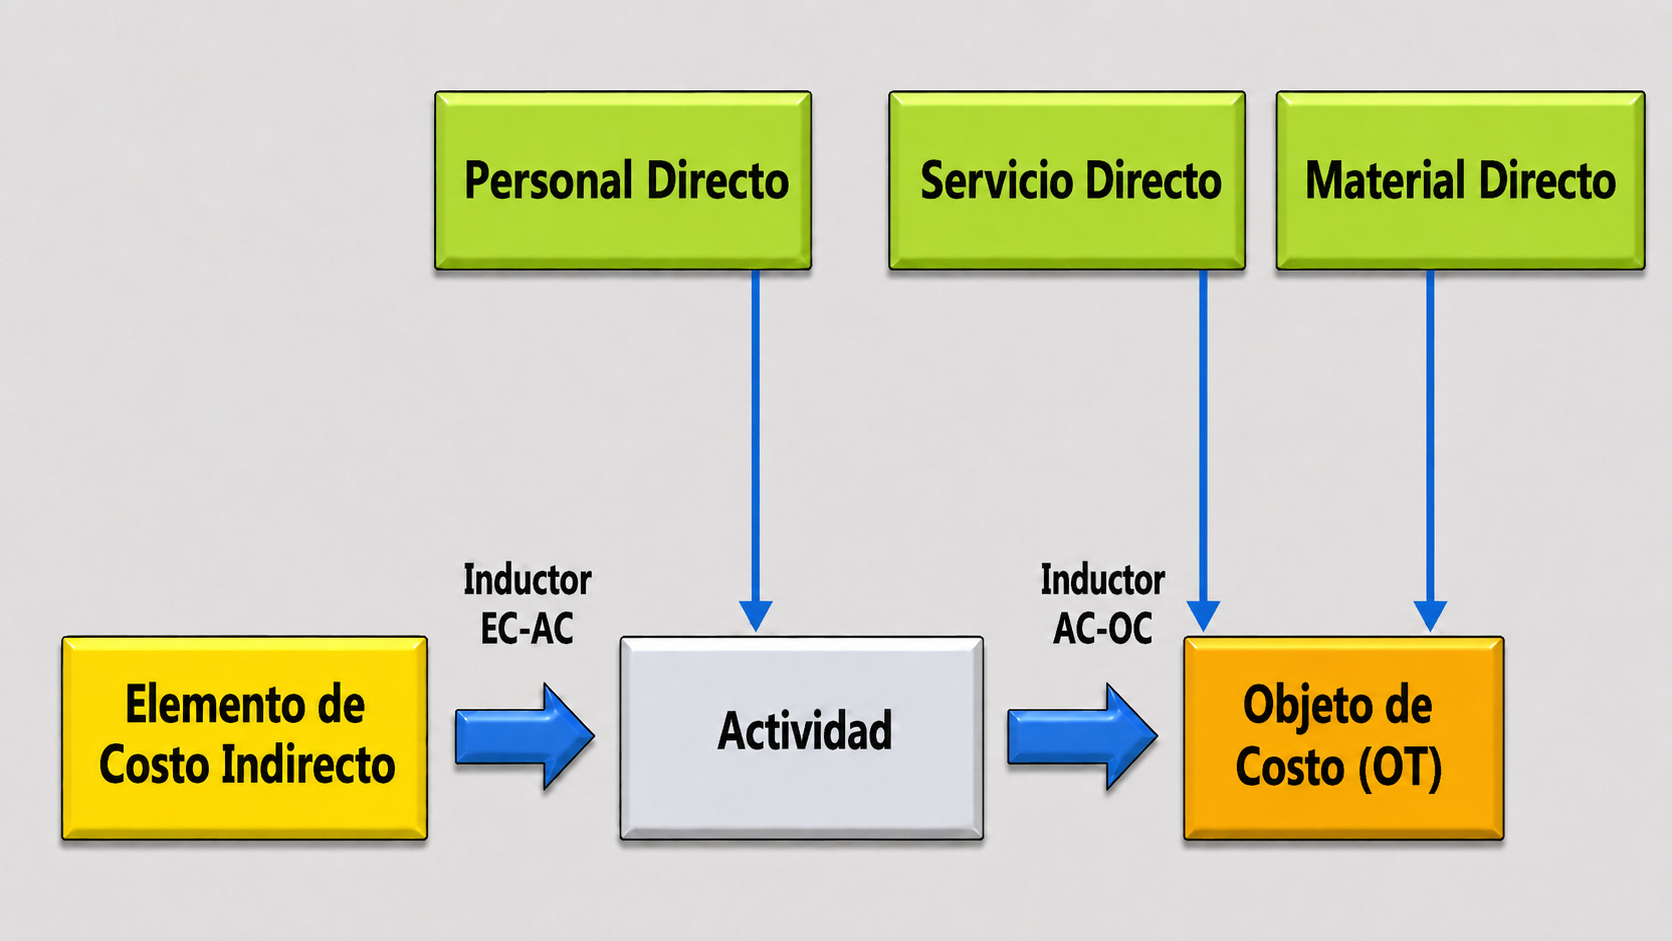 Personal Directo
Servicio Directo
Material Directo
Inductor
EC-AC
Inductor
AC-OC
Elemento de
Costo Indirecto
Actividad
Objeto de
Costo (OT)